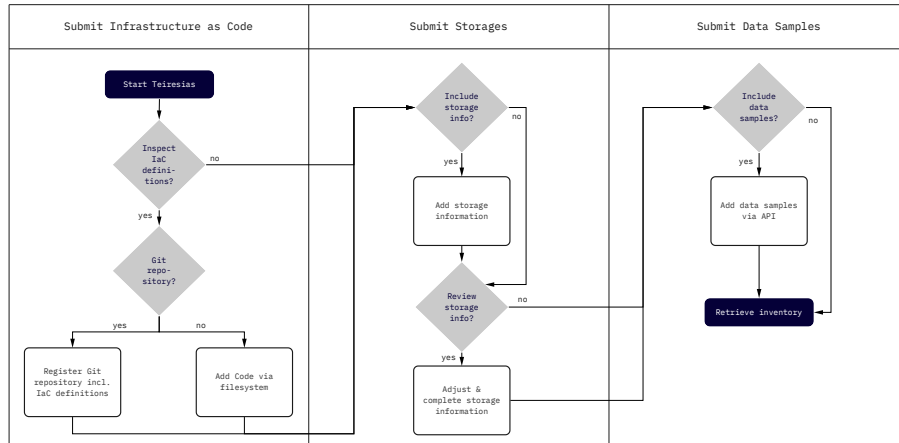 Submit Infrastructure as Code
Submit Storages
Submit Data Samples
Start Teiresias
Inspect
IaC
defini-
tions?
no
yes
Git
repo-
sitory?
yes
no
Register Git
repository incl.
IaC definitions
Add Code via
filesystem
Include
storage
info?
no
yes
Add storage
information
Review
storage
info?
no
yes
Adjust &
complete storage
information
Include
data
samples?
no
yes
Add data samples
via API
Retrieve inventory